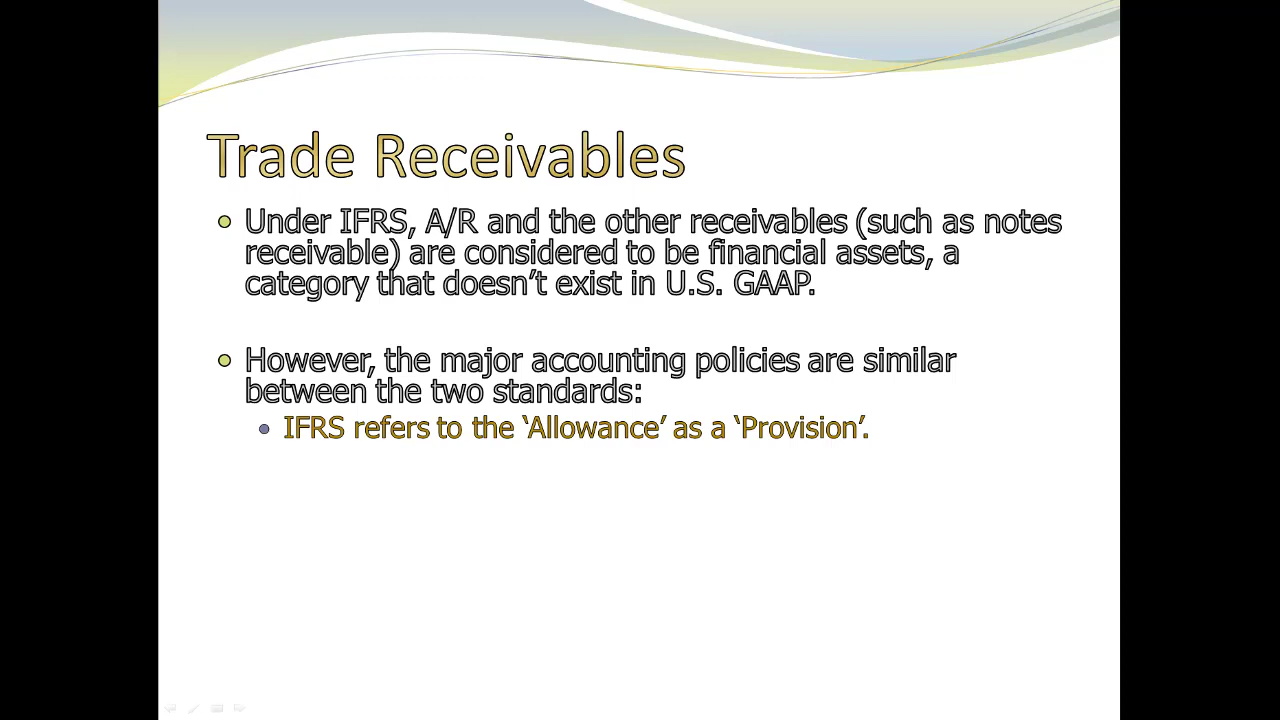 Trade Receivables
Under IFRS, A/R and the other receivables (such as notes
receivable) are considered to be financial assets, a
category that doesn’t exist in U.S. GAAP.
However, the major accounting policies are similar
between the two standards:
IFRS refers to the ‘Allowance’ as a ‘Provision’.